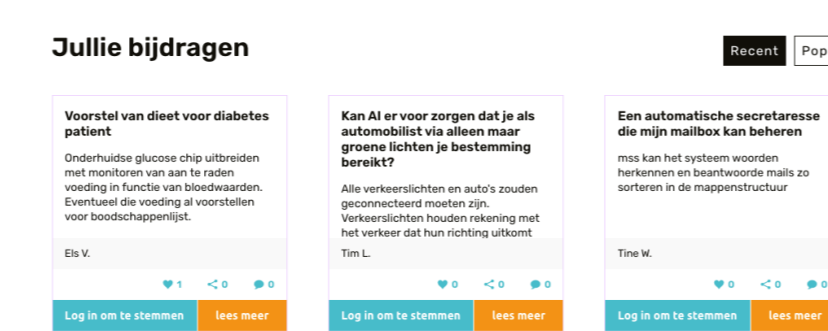 Jullie bijdragen
Recent
Pop
Voorstel van dieet voor diabetes
patient
Onderhuidse glucose chip uitbreiden
met monitoren van aan te raden
voeding in functie van bloedwaarden.
Eventueel die voeding al voorstellen
voor boodschappenlijst.
Els V.
1
0
0
Log in om te stemmen
lees meer
Kan AI er voor zorgen dat je als
automobilist via alleen maar
groene lichten je bestemming
bereikt?
Alle verkeerslichten en auto's zouden
geconnecteerd moeten zijn.
Verkeerslichten houden rekening met
het verkeer dat hun richting uitkomt
Tim L.
0
0
0
Log in om te stemmen
lees meer
Een automatische secretaresse
die mijn mailbox kan beheren
mss kan het systeem woorden
herkennen en beantwoorde mails zo
sorteren in de mappenstructuur
Tine W.
0
0
0
Log in om te stemmen
lees meer